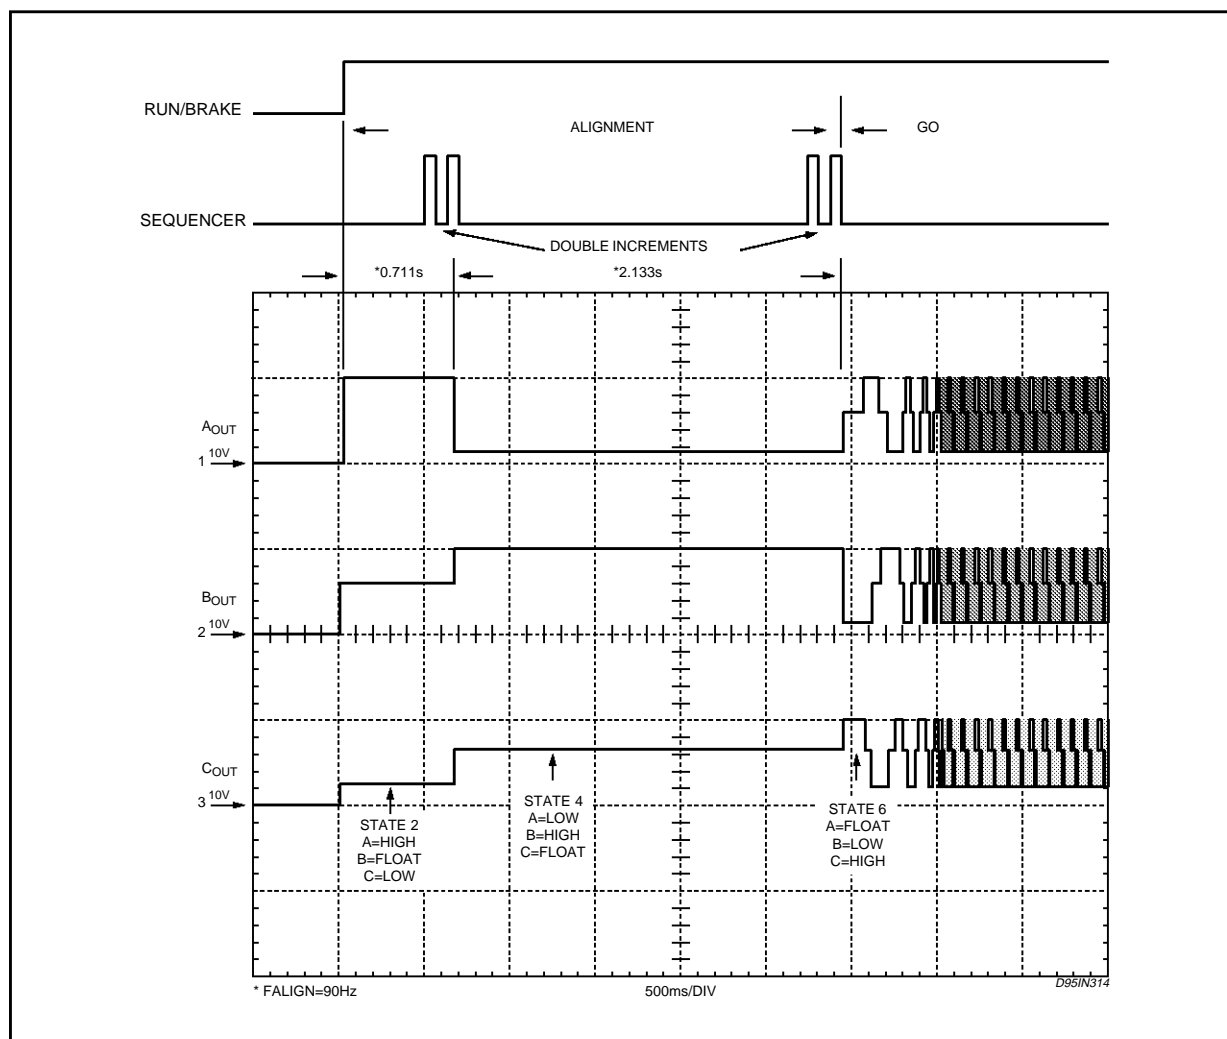 RUN/BRAKE
ALIGNMENT
GO
SEQUENCER
DOUBLE INCREMENTS
*0.711s
*2.133s
AOUT
1 10V
BOUT
2 10V
COUT
3 10V
STATE 2
A=HIGH
B=FLOAT
C=LOW
STATE 4
A=LOW
B=HIGH
C=FLOAT
STATE 6
A=FLOAT
B=LOW
C=HIGH
* FALIGN=90Hz
500ms/DIV
D95IN314